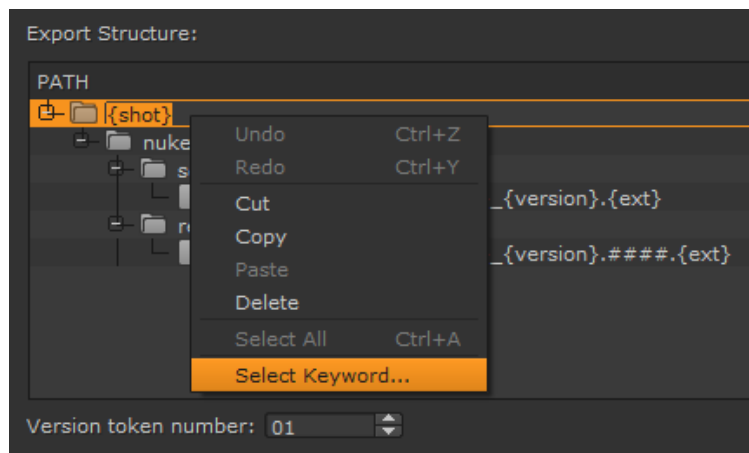 Export Structure:
PATH
{shot}
nuke
Undo Ctrl+Z
Redo Ctrl+Y
Cut
_{version}.{ext}
Copy
_{version}.####.{ext}
Paste
Delete
Select All Ctrl+A
Select Keyword...
Version token number: 01